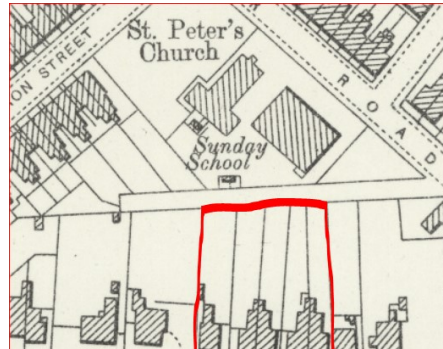 St. Peter's
Church
ON STREET
ROAD
Sunday
School